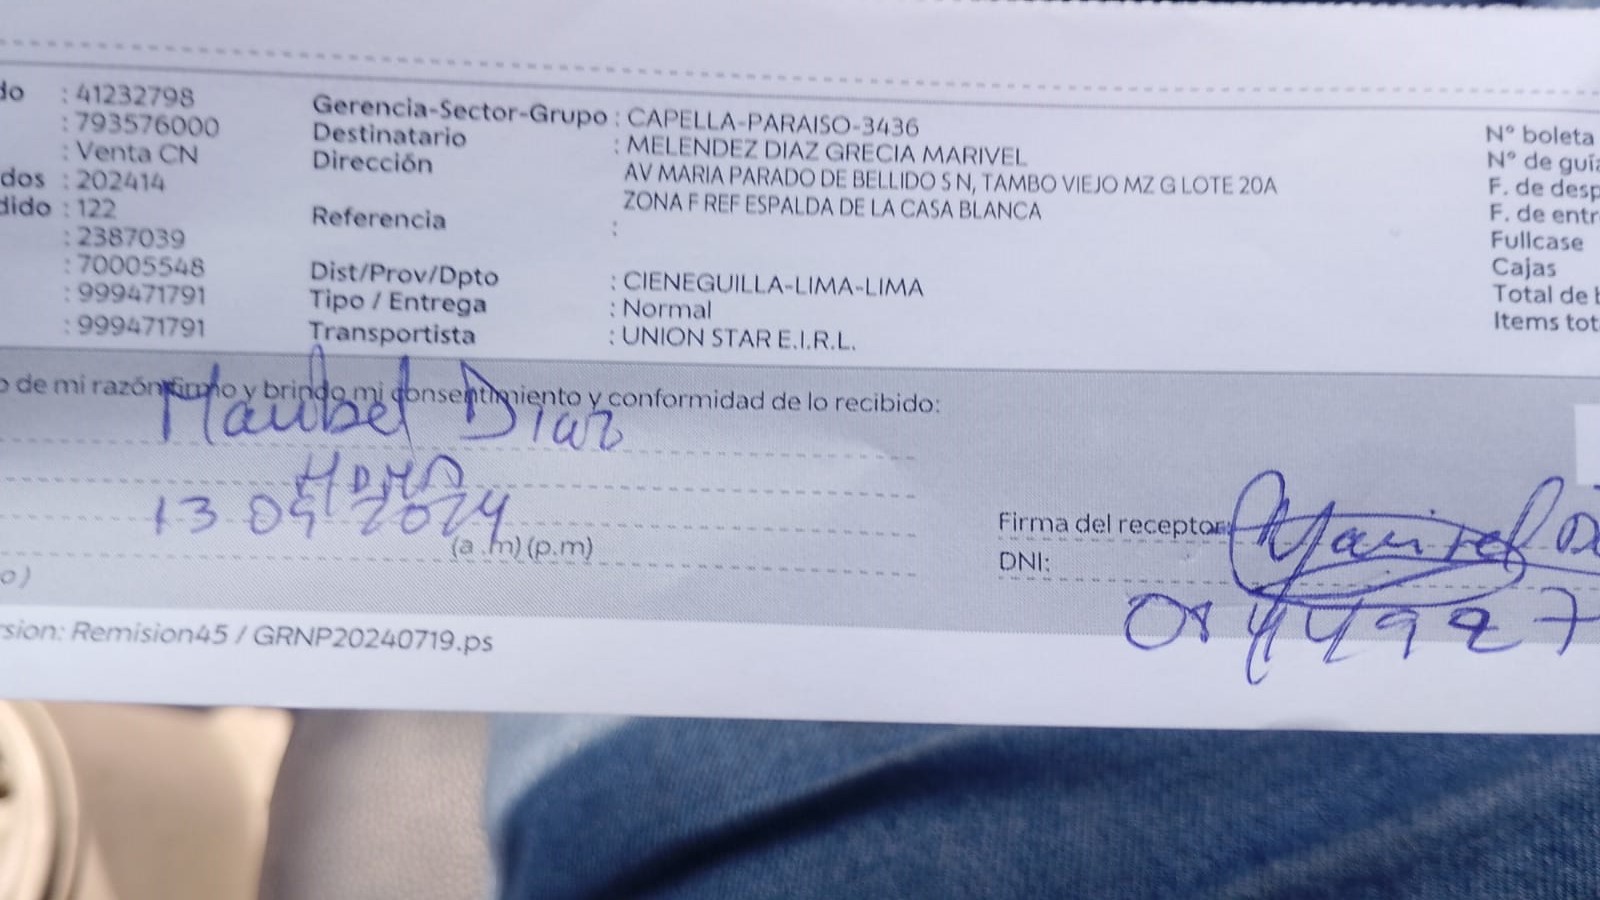 do : 41232798
: 793576000
: Venta CN
dos : 202414
dido : 122
: 2387039
: 70005548
: 999471791
: 999471791
Gerencia-Sector-Grupo : CAPELLA-PARAISO-3436
Destinatario : MELENDEZ DIAZ GRECIA MARIVEL
Dirección AV MARIA PARADO DE BELLIDO S N, TAMBO VIEJO MZ G LOTE 20A
ZONA F REF ESPALDA DE LA CASA BLANCA
Referencia :
Dist/Prov/Dpto : CIENEGUILLA-LIMA-LIMA
Tipo / Entrega : Normal
Transportista : UNION STAR E.I.R.L.
N° boleta
N° de guía
F. de desp
F. de entr
Fullcase
Cajas
Total de b
Items tot
o de mi razón firmo y brindo mi consentimiento y conformidad de lo recibido:
Diaz
13 09 2024
(a .m) (p.m)
Firma del receptor:
DNI:
o)
rsion: Remision45 / GRNP20240719.ps